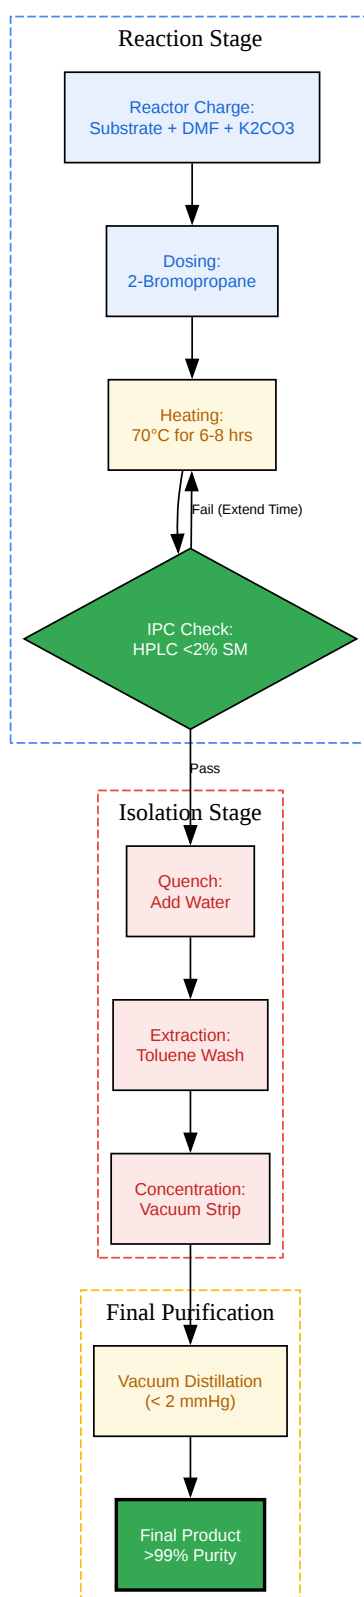 Reaction Stage
Reactor Charge:
Substrate + DMF + K2CO3
Dosing:
2-Bromopropane
Heating:
70°C for 6-8 hrs
Fail (Extend Time)
IPC Check:
HPLC <2% SM
Pass
Isolation Stage
Quench:
Add Water
Extraction:
Toluene Wash
Concentration:
Vacuum Strip
Final Purification
Vacuum Distillation
(< 2 mmHg)
Final Product
>99% Purity